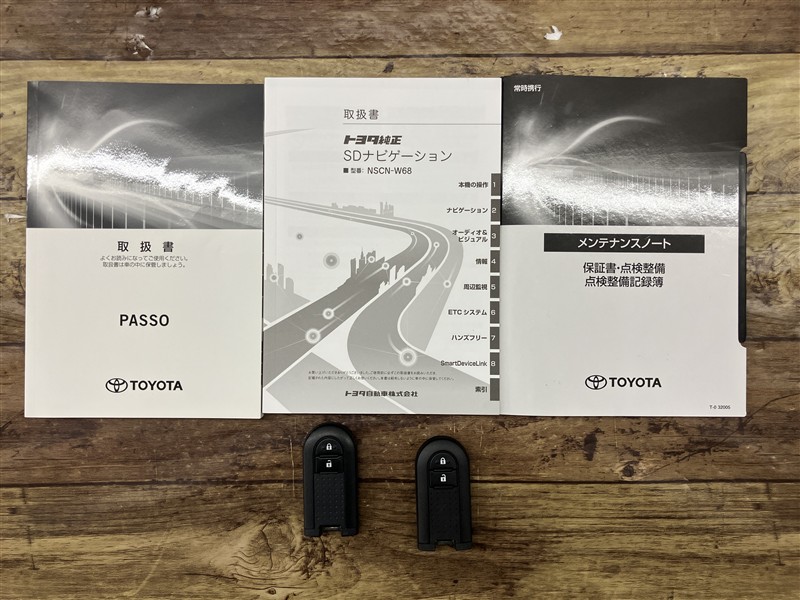 取扱書
よくお読みになってご使用ください。
取扱書は車の中に保管しましょう。
PASSO
TOYOTA
取扱書
トヨタ純正
SDナビゲーション
■ 型番: NSCN-W68
本機の操作 1
ナビゲーション 2
オーディオ&
ビジュアル 3
情報 4
周辺監視 5
ETC システム 6
ハンズフリー 7
SmartDeviceLink 8
索引
トヨタ自動車株式会社
常時携行
メンテナンスノート
保証書・点検整備
点検整備記録簿
TOYOTA